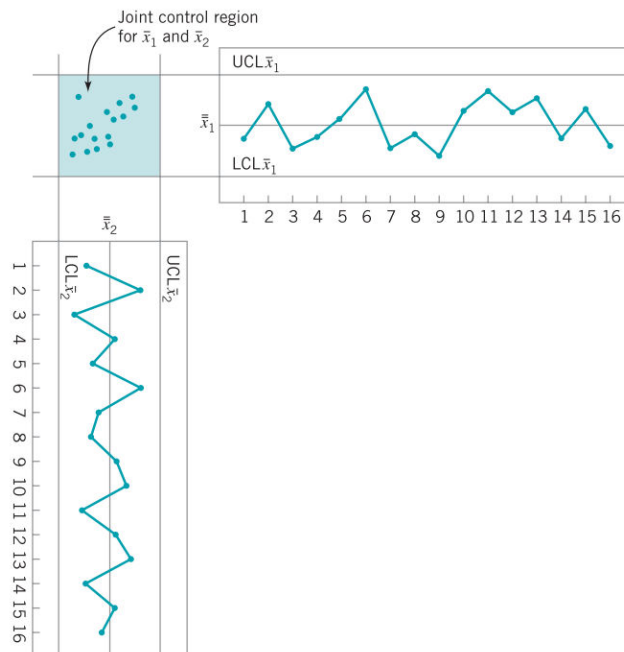 Joint control region
for x̄₁ and x̄₂
UCLx̄₁
x̿₁
LCLx̄₁
1 2 3 4 5 6 7 8 9 10 11 12 13 14 15 16
x̿₂
LCLx̄₂
UCLx̄₂
1
2
3
4
5
6
7
8
9
10
11
12
13
14
15
16